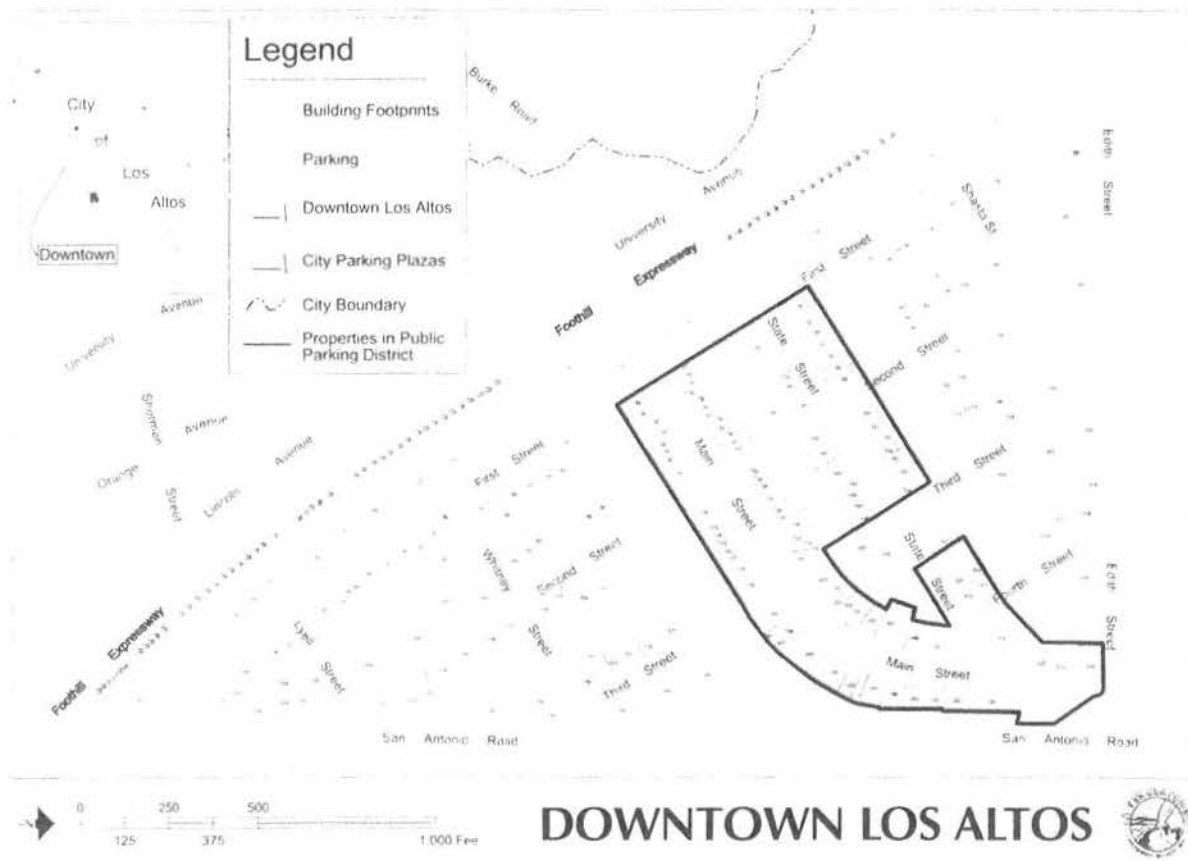 Legend
Building Footprints
Parking
Downtown Los Altos
City Parking Plazas
City Boundary
Properties in Public
Parking District
City
of
Los
Altos
Downtown
Burke Road
University Avenue
Foothill Expressway
First Street
Shasta St
Edith Street
State Street
Second Street
Third Street
Main Street
State Street
Fourth Street
Edith Street
Main Street
San Antonio Road
University Avenue
Sherman Street
Orange Avenue
Lincoln Avenue
First Street
Whitney Street
Second Street
Lyell Street
Third Street
Foothill Expressway
San Antonio Road
0 250 500
125 375 1,000 Fee
DOWNTOWN LOS ALTOS